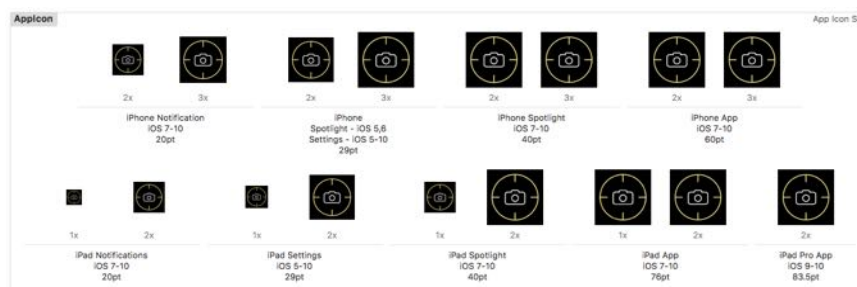 AppIcon
App Icon S
2x 3x 2x 3x 2x 3x 2x 3x
iPhone Notification
iOS 7-10
20pt
iPhone
Spotlight - iOS 5,6
Settings - iOS 5-10
29pt
iPhone Spotlight
iOS 7-10
40pt
iPhone App
iOS 7-10
60pt
1x 2x 1x 2x 1x 2x 1x 2x 2x
iPad Notifications
iOS 7-10
20pt
iPad Settings
iOS 5-10
29pt
iPad Spotlight
iOS 7-10
40pt
iPad App
iOS 7-10
76pt
iPad Pro App
iOS 9-10
83.5pt